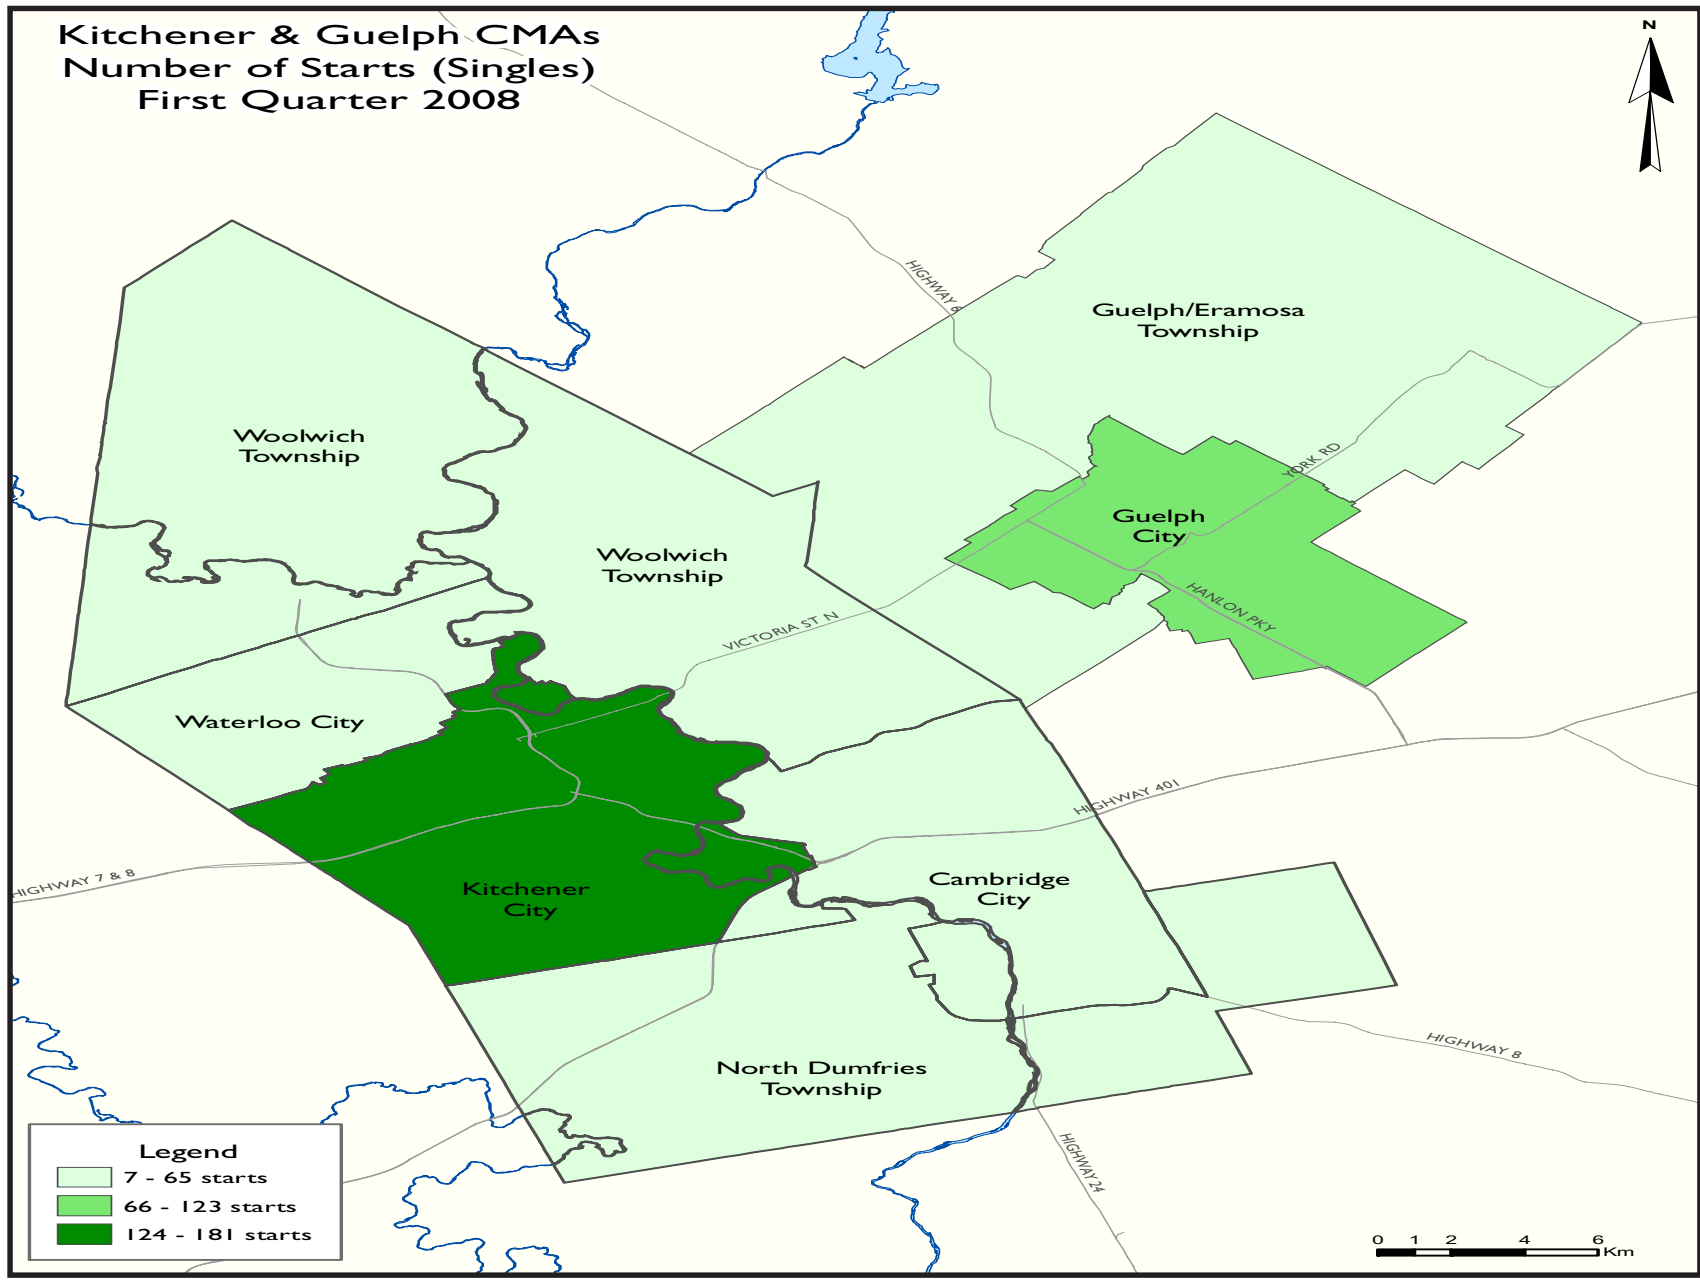 Kitchener & Guelph CMAs
Number of Starts (Singles)
First Quarter 2008
N
HIGHWAY 6
Guelph/Eramosa
Township
Woolwich
Township
YORK RD
Guelph
City
Woolwich
Township
HANLON PKY
VICTORIA ST N
Waterloo City
HIGHWAY 401
HIGHWAY 7 & 8
Kitchener
City
Cambridge
City
HIGHWAY 8
North Dumfries
Township
HIGHWAY 24
Legend
7 - 65 starts
66 - 123 starts
124 - 181 starts
0 1 2 4 6
Km